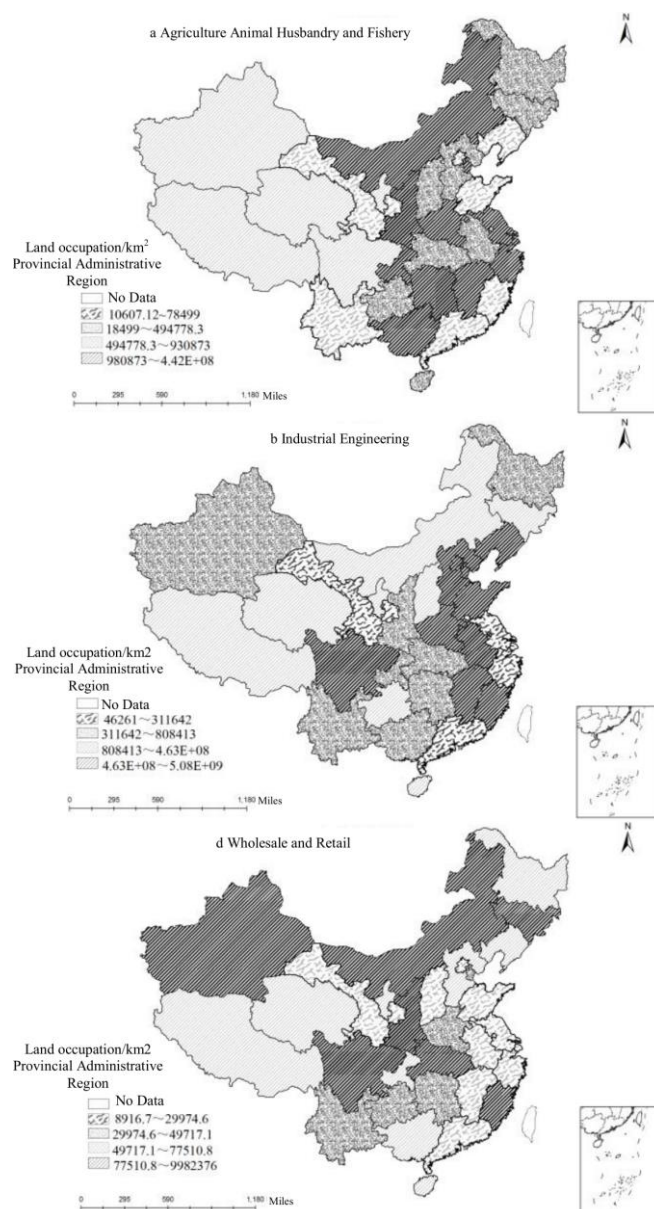 N
a Agriculture Animal Husbandry and Fishery
Land occupation/km²
Provincial Administrative
Region
No Data
10607.12~78499
18499~494778.3
494778.3~930873
980873~4.42E+08
0 295 590 1,180 Miles
N
b Industrial Engineering
Land occupation/km2
Provincial Administrative
Region
No Data
46261~311642
311642~808413
808413~4.63E+08
4.63E+08~5.08E+09
0 295 590 1,180 Miles
N
d Wholesale and Retail
Land occupation/km2
Provincial Administrative
Region
No Data
8916.7~29974.6
29974.6~49717.1
49717.1~77510.8
77510.8~9982376
0 295 590 1,180 Miles